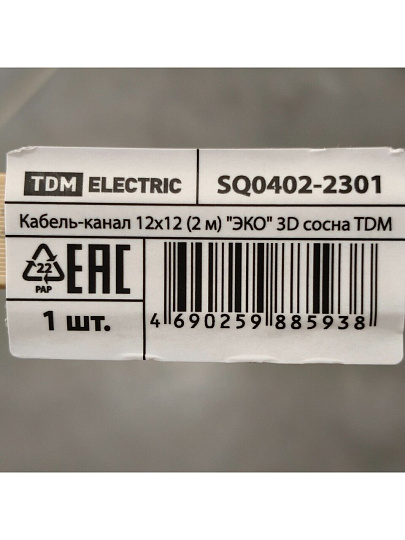 TDM ELECTRIC
SQ0402-2301
Кабель-канал 12x12 (2 м) "ЭКО" 3D сосна TDM
22
PAP
EAC
1 шт.
4 690259 885938